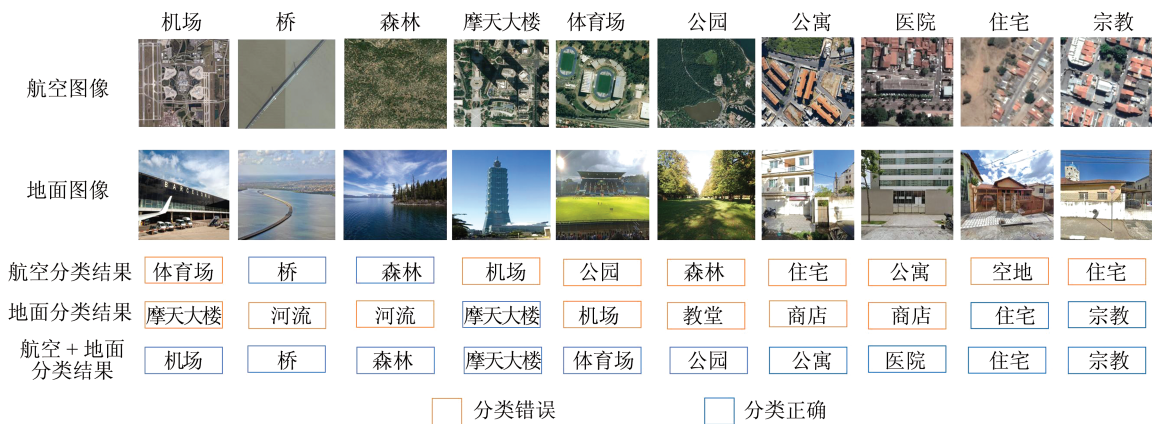 机场 桥 森林 摩天大楼 体育场 公园 公寓 医院 住宅 宗教
航空图像
BARCELONA
地面图像
航空分类结果 体育场 桥 森林 机场 公园 森林 住宅 公寓 空地 住宅
地面分类结果 摩天大楼 河流 河流 摩天大楼 机场 教堂 商店 商店 住宅 宗教
航空+地面
分类结果 机场 桥 森林 摩天大楼 体育场 公园 公寓 医院 住宅 宗教
分类错误 分类正确